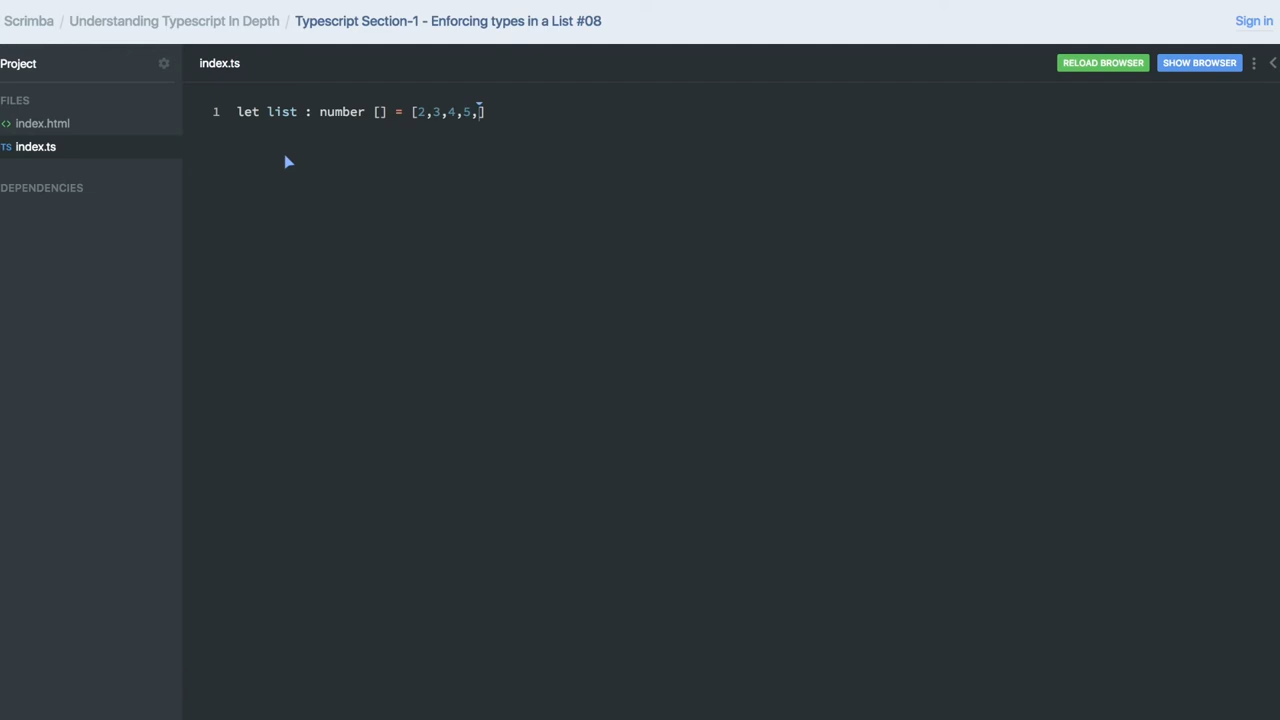 Scrimba / Understanding Typescript In Depth / Typescript Section-1 - Enforcing types in a List #08
Sign in
Project
index.ts
RELOAD BROWSER
SHOW BROWSER
FILES
<> index.html
TS index.ts
DEPENDENCIES
1 let list : number [] = [2,3,4,5,]